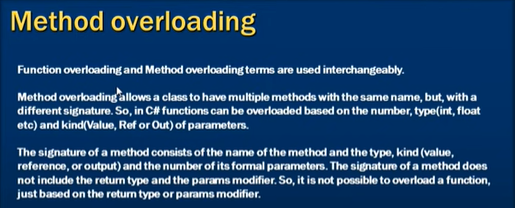 Method overloading
Function overloading and Method overloading terms are used interchangeably.
Method overloading allows a class to have multiple methods with the same name, but, with a
different signature. So, in C# functions can be overloaded based on the number, type(int, float
etc) and kind(Value, Ref or Out) of parameters.
The signature of a method consists of the name of the method and the type, kind (value,
reference, or output) and the number of its formal parameters. The signature of a method does
not include the return type and the params modifier. So, it is not possible to overload a function,
just based on the return type or params modifier.